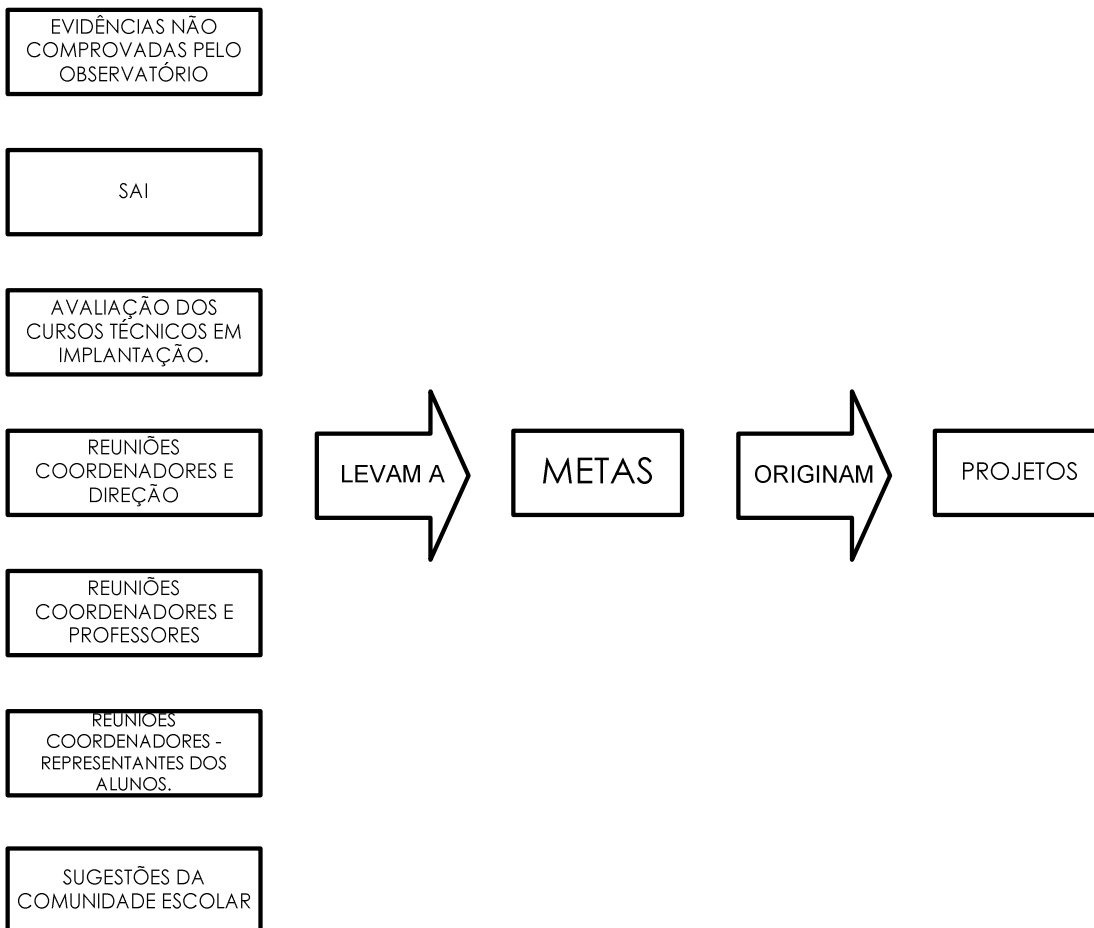 EVIDÊNCIAS NÃO
COMPROVADAS PELO
OBSERVATÓRIO
SAI
AVALIAÇÃO DOS
CURSOS TÉCNICOS EM
IMPLANTAÇÃO.
REUNIÕES
COORDENADORES E
DIREÇÃO
LEVAM A
METAS
ORIGINAM
PROJETOS
REUNIÕES
COORDENADORES E
PROFESSORES
REUNIÕES
COORDENADORES -
REPRESENTANTES DOS
ALUNOS.
SUGESTÕES DA
COMUNIDADE ESCOLAR